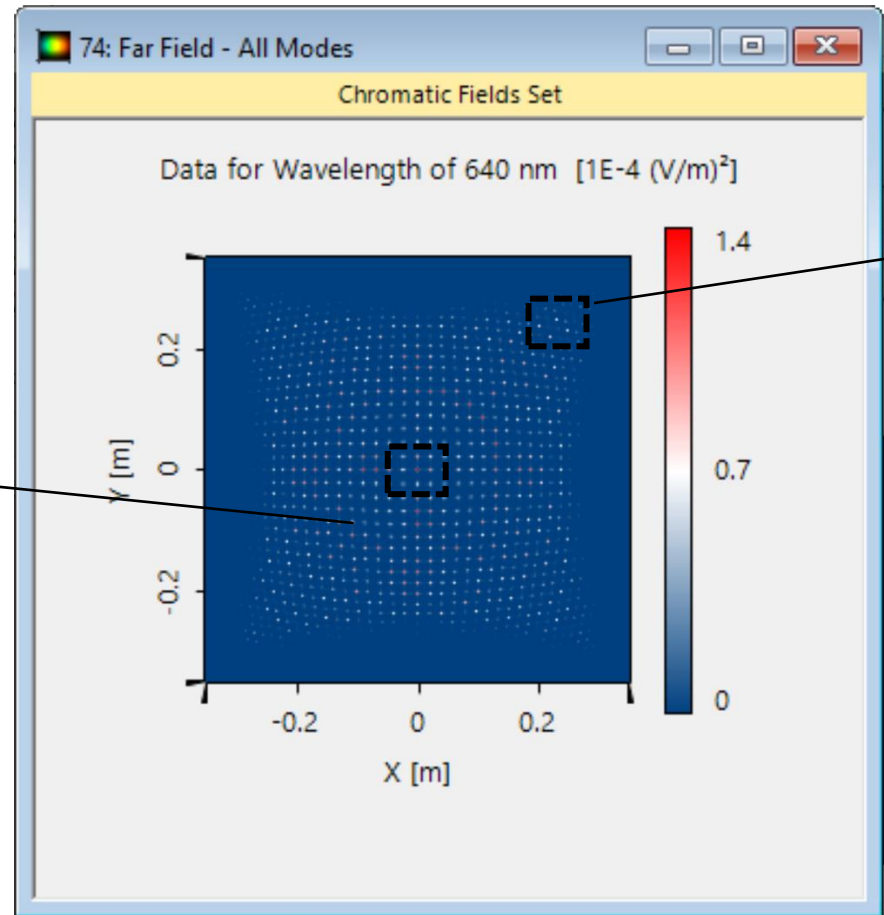 74: Far Field - All Modes
Chromatic Fields Set
Data for Wavelength of 640 nm [1E-4 (V/m)²]
1.4
0.7
0
Y [m]
0.2
0
-0.2
-0.2
0
0.2
X [m]